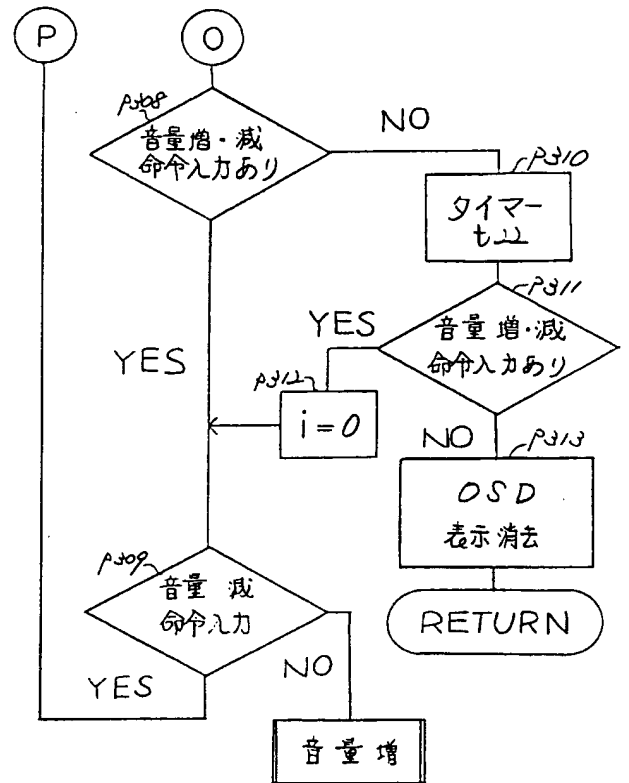 P
O
P308
音量増・減
命令入力あり
NO
P310
タイマー
t22
P311
音量増・減
命令入力あり
YES
YES
P312
i=0
NO
P313
OSD
表示消去
P309
音量 減
命令入力
RETURN
YES
NO
音量増